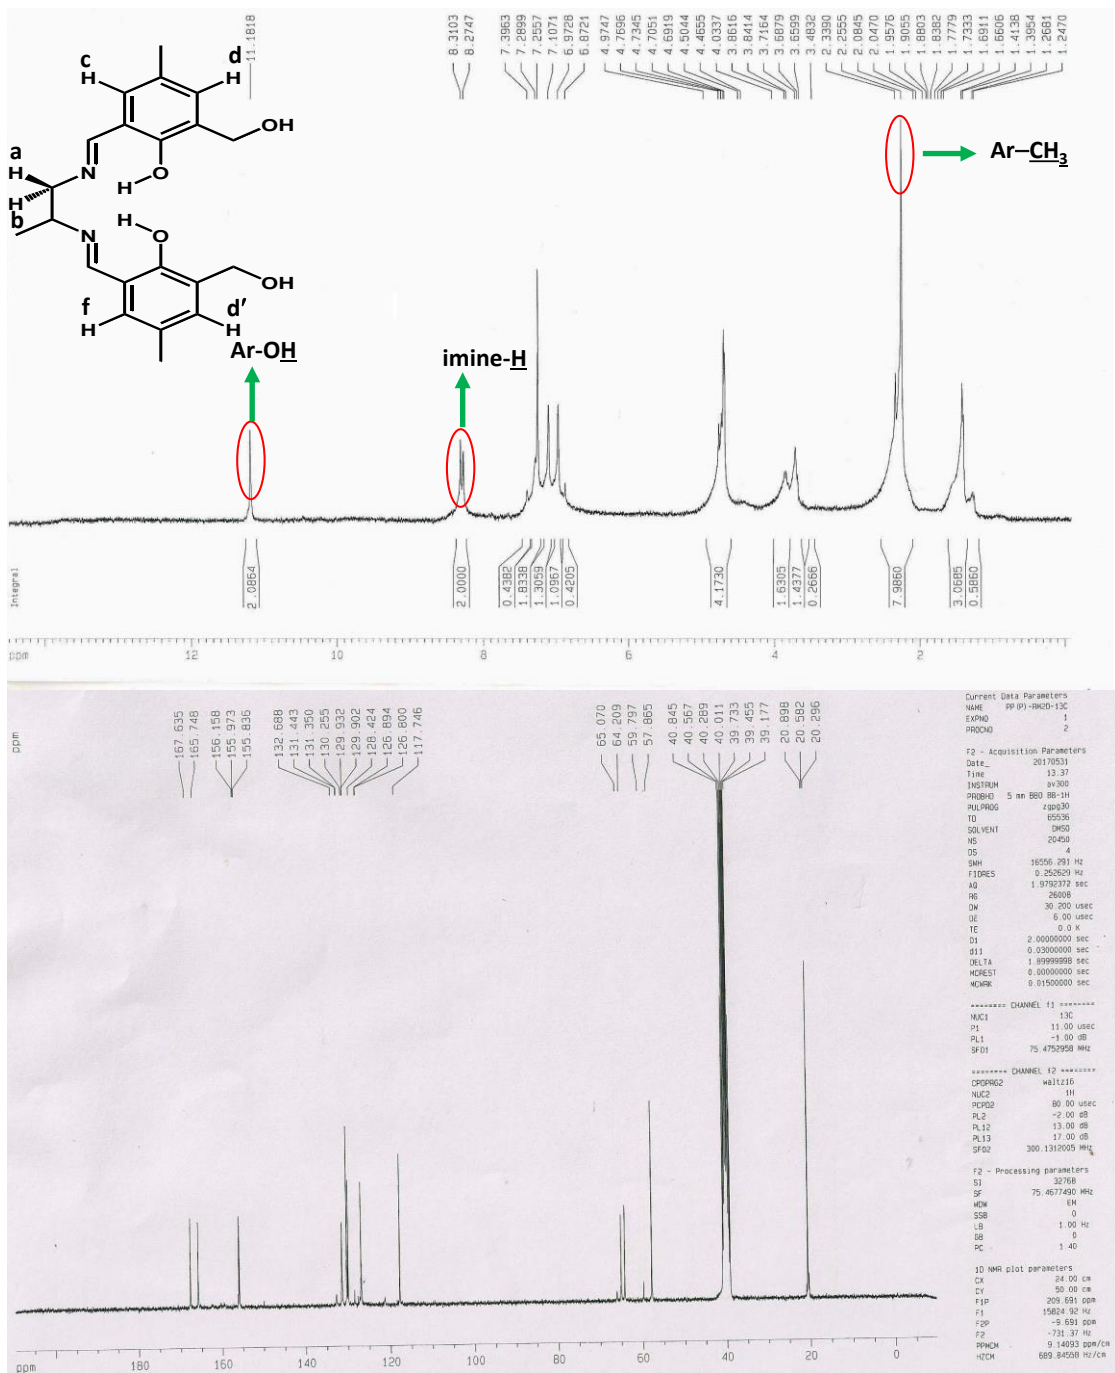 11.1818
8.3103
8.2747
7.3963
7.2899
7.2557
7.1071
6.9728
6.8721
4.9747
4.7696
4.7345
4.7051
4.6919
4.5044
4.4655
4.0337
3.8616
3.8414
3.7164
3.6879
3.6599
3.4832
2.3390
2.2555
2.0845
2.0470
1.9576
1.9055
1.8803
1.8382
1.7779
1.7333
1.6911
1.6606
1.4138
1.3954
1.2681
1.2470
c
d
H
H
OH
a
H
N
O
H
H
b
H
O
N
OH
f
d′
H
H
Ar–CH3
Ar-OH
imine-H
Integral
2.0864
2.0000
0.4382
1.8338
1.3059
1.0967
0.4205
4.1730
1.6305
1.4377
0.2666
7.9860
3.0685
0.5860
ppm 12 10 8 6 4 2
ppm
167.635
165.748
156.158
155.973
155.836
132.688
131.443
131.350
130.255
129.932
129.902
128.424
126.894
126.800
117.746
65.070
64.209
59.797
57.865
40.845
40.567
40.289
40.011
39.733
39.455
39.177
20.898
20.582
20.296
Current Data Parameters
NAME PP(P)-RM20-13C
EXPNO 1
PROCNO 2
F2 - Acquisition Parameters
Date_ 20170531
Time 13.37
INSTRUM av300
PROBHD 5 mm BBO BB-1H
PULPROG zgpg30
TD 65536
SOLVENT DMSO
NS 20450
DS 4
SWH 16556.291 Hz
FIDRES 0.252629 Hz
AQ 1.9792372 sec
RG 26008
DW 30.200 usec
DE 6.00 usec
TE 0.0 K
D1 2.00000000 sec
d11 0.03000000 sec
DELTA 1.89999998 sec
MCREST 0.00000000 sec
MCWRK 0.01500000 sec
======== CHANNEL f1 ========
NUC1 13C
P1 11.00 usec
PL1 -1.00 dB
SFO1 75.4752958 MHz
======== CHANNEL f2 ========
CPDPRG2 waltz16
NUC2 1H
PCPD2 80.00 usec
PL2 -2.00 dB
PL12 13.00 dB
PL13 17.00 dB
SFO2 300.1312005 MHz
F2 - Processing parameters
SI 32768
SF 75.4677490 MHz
WDW EM
SSB 0
LB 1.00 Hz
GB 0
PC 1.40
1D NMR plot parameters
CX 24.00 cm
CY 50.00 cm
F1P 209.691 ppm
F1 15824.92 Hz
F2P -9.691 ppm
F2 -731.37 Hz
PPMCM 9.14093 ppm/cm
HZCM 689.84558 Hz/cm
ppm 180 160 140 120 100 80 60 40 20 0